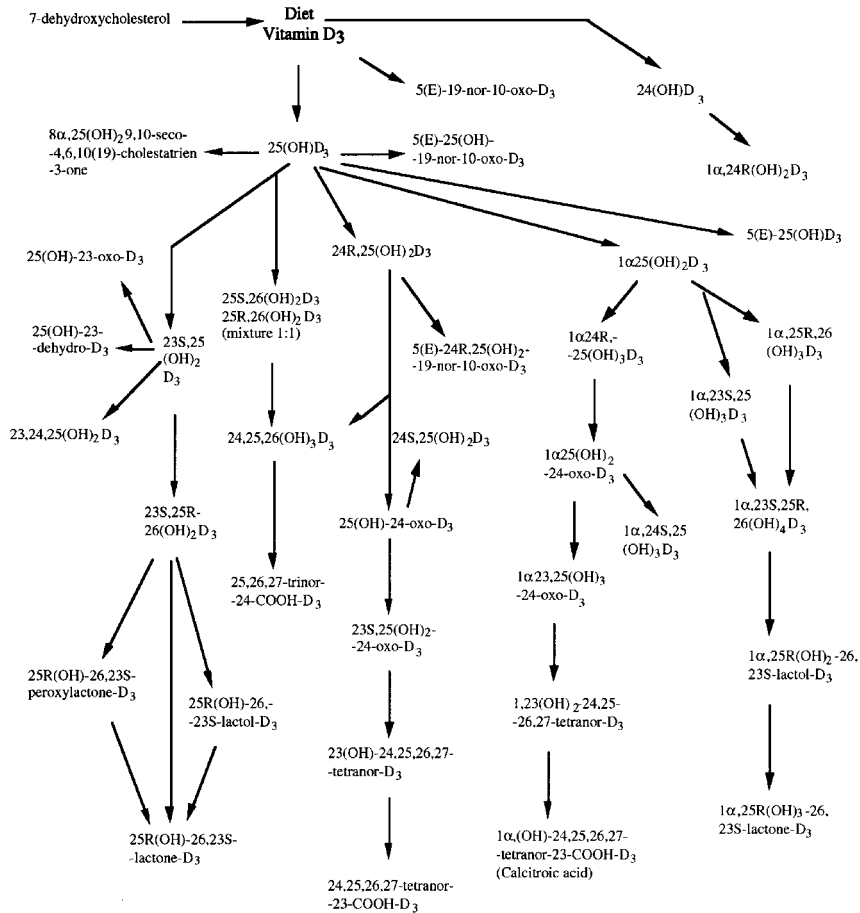 7-dehydroxycholesterol
Diet
Vitamin D3
5(E)-19-nor-10-oxo-D3
24(OH)D3
8α,25(OH)2 9,10-seco-
-4,6,10(19)-cholestatrien
-3-one
25(OH)D3
5(E)-25(OH)-
-19-nor-10-oxo-D3
1α,24R(OH)2D3
25(OH)-23-oxo-D3
24R,25(OH)2D3
5(E)-25(OH)D3
1α25(OH)2D3
25S,26(OH)2D3
25R,26(OH)2D3
(mixture 1:1)
25(OH)-23-
-dehydro-D3
23S,25
(OH)2
D3
5(E)-24R,25(OH)2-
-19-nor-10-oxo-D3
1α24R,-
-25(OH)3D3
1α,25R,26
(OH)3D3
1α,23S,25
(OH)3D3
23,24,25(OH)2D3
24,25,26(OH)3D3
24S,25(OH)2D3
1α25(OH)2
-24-oxo-D3
23S,25R-
26(OH)2D3
25(OH)-24-oxo-D3
1α,24S,25
(OH)3D3
1α,23S,25R,
26(OH)4D3
25,26,27-trinor-
-24-COOH-D3
1α23,25(OH)3
-24-oxo-D3
23S,25(OH)2-
-24-oxo-D3
25R(OH)-26,23S-
peroxylactone-D3
25R(OH)-26,-
-23S-lactol-D3
1,23(OH)2-24,25-
-26,27-tetranor-D3
1α,25R(OH)2-26,
23S-lactol-D3
23(OH)-24,25,26,27-
-tetranor-D3
25R(OH)-26,23S-
-lactone-D3
1α,(OH)-24,25,26,27-
-tetranor-23-COOH-D3
(Calcitroic acid)
1α,25R(OH)3-26,
23S-lactone-D3
24,25,26,27-tetranor-
-23-COOH-D3